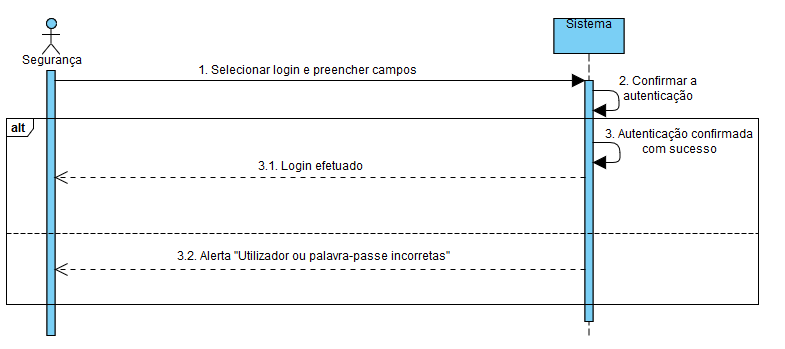 Segurança
Sistema
1. Selecionar login e preencher campos
2. Confirmar a
autenticação
alt
3. Autenticação confirmada
com sucesso
3.1. Login efetuado
3.2. Alerta "Utilizador ou palavra-passe incorretas"